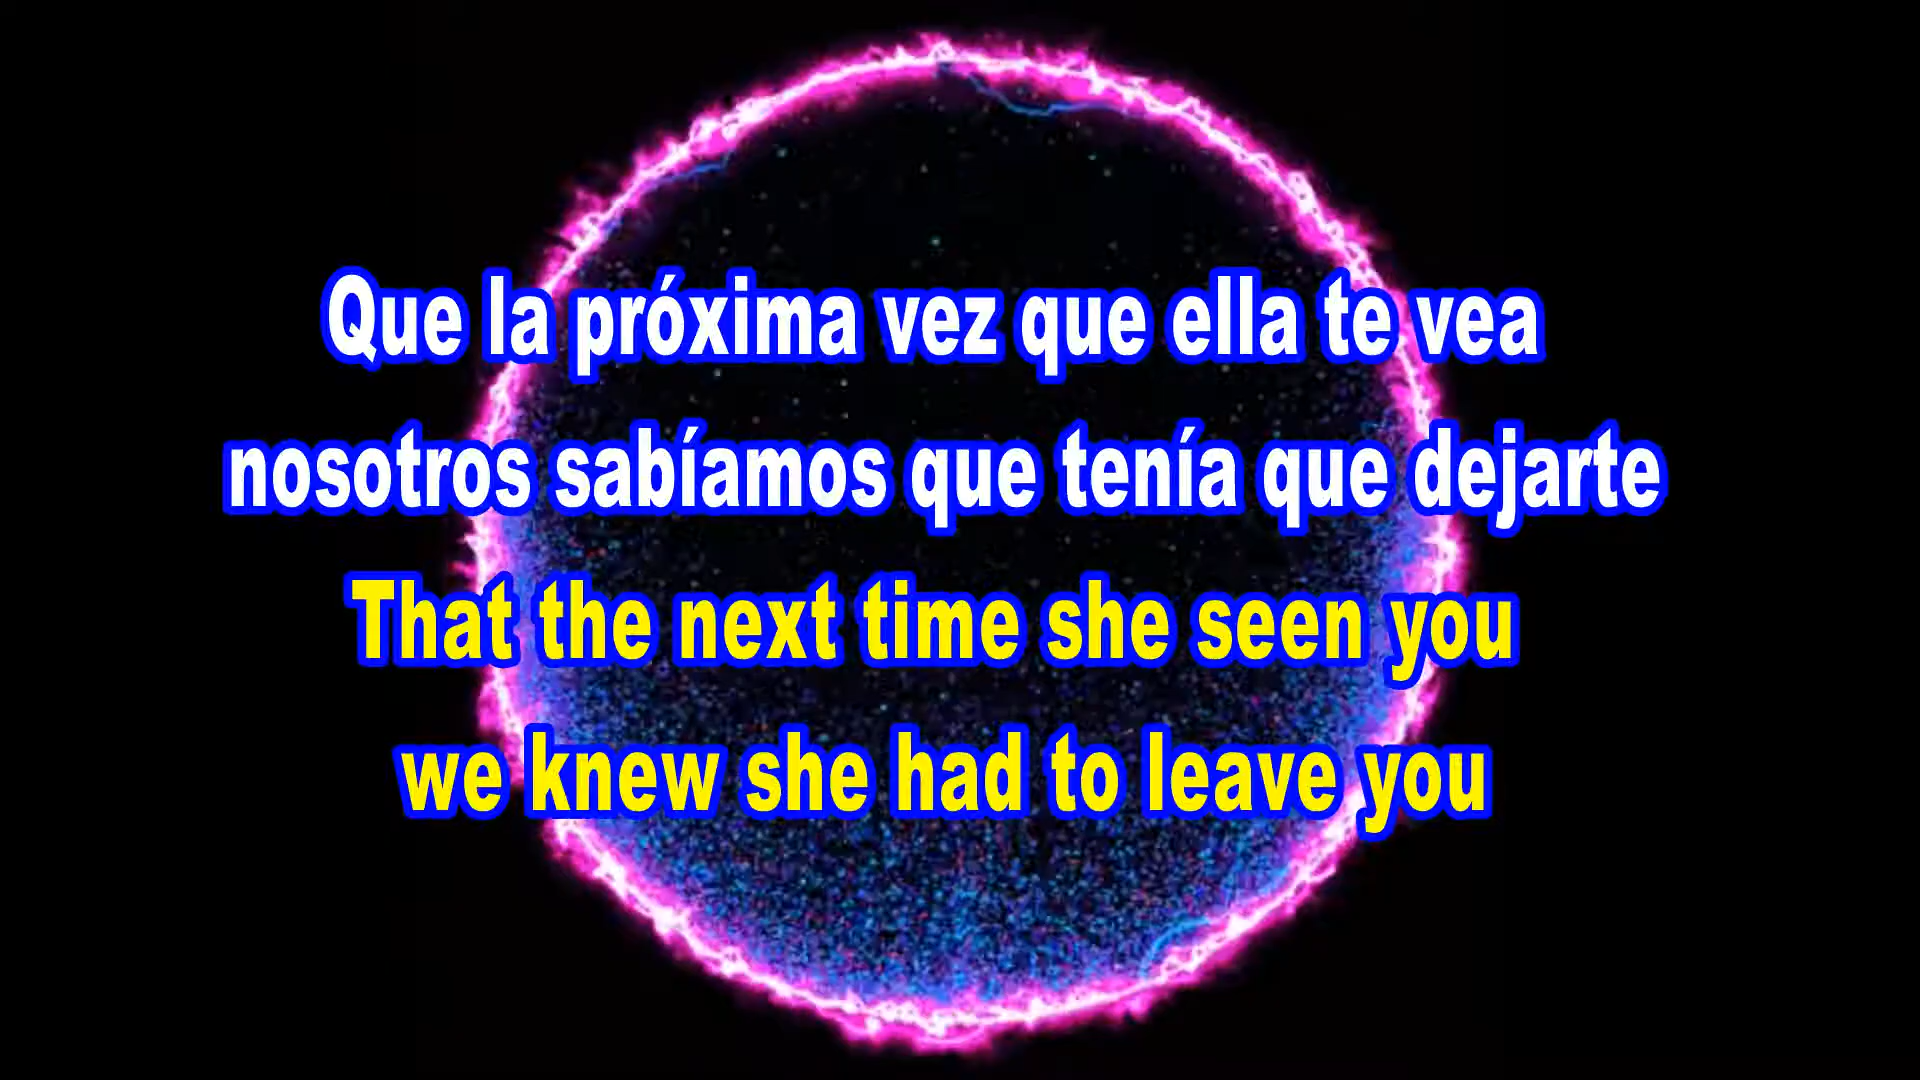 Que la próxima vez que ella te vea
nosotros sabíamos que tenía que dejarte
That the next time she seen you
we knew she had to leave you